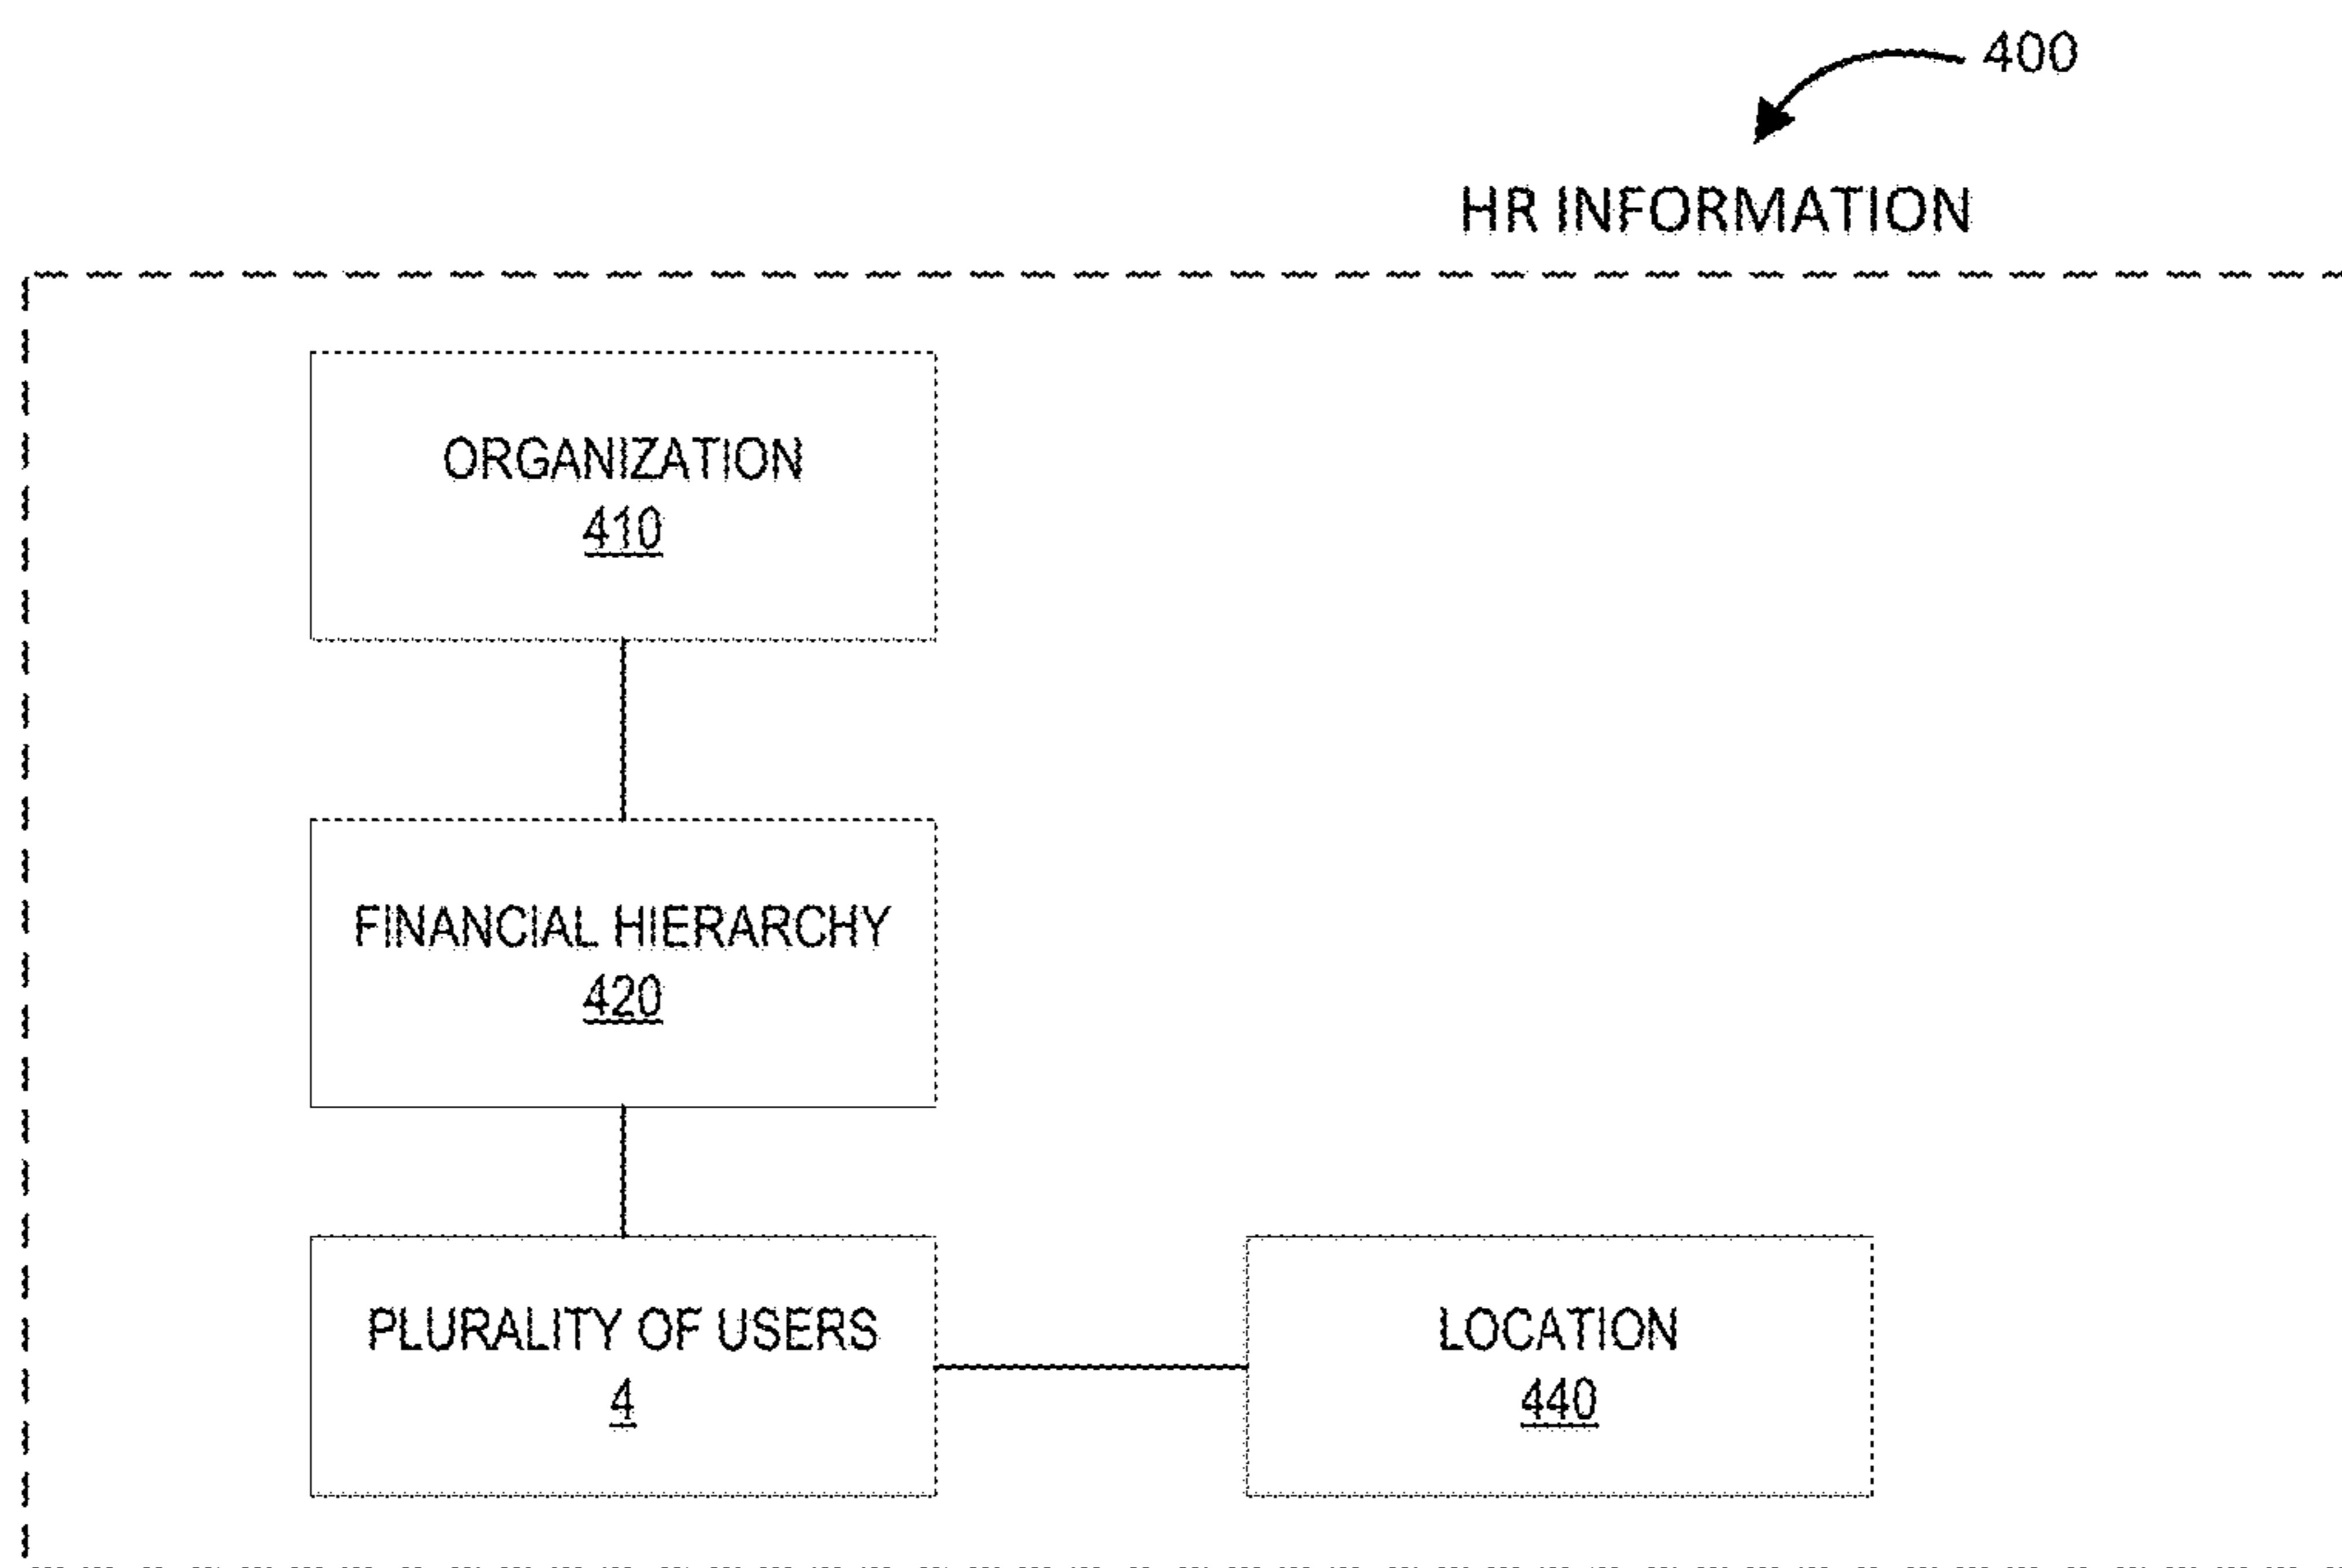 400
HR INFORMATION
ORGANIZATION
410
FINANCIAL HIERARCHY
420
PLURALITY OF USERS
4
LOCATION
440